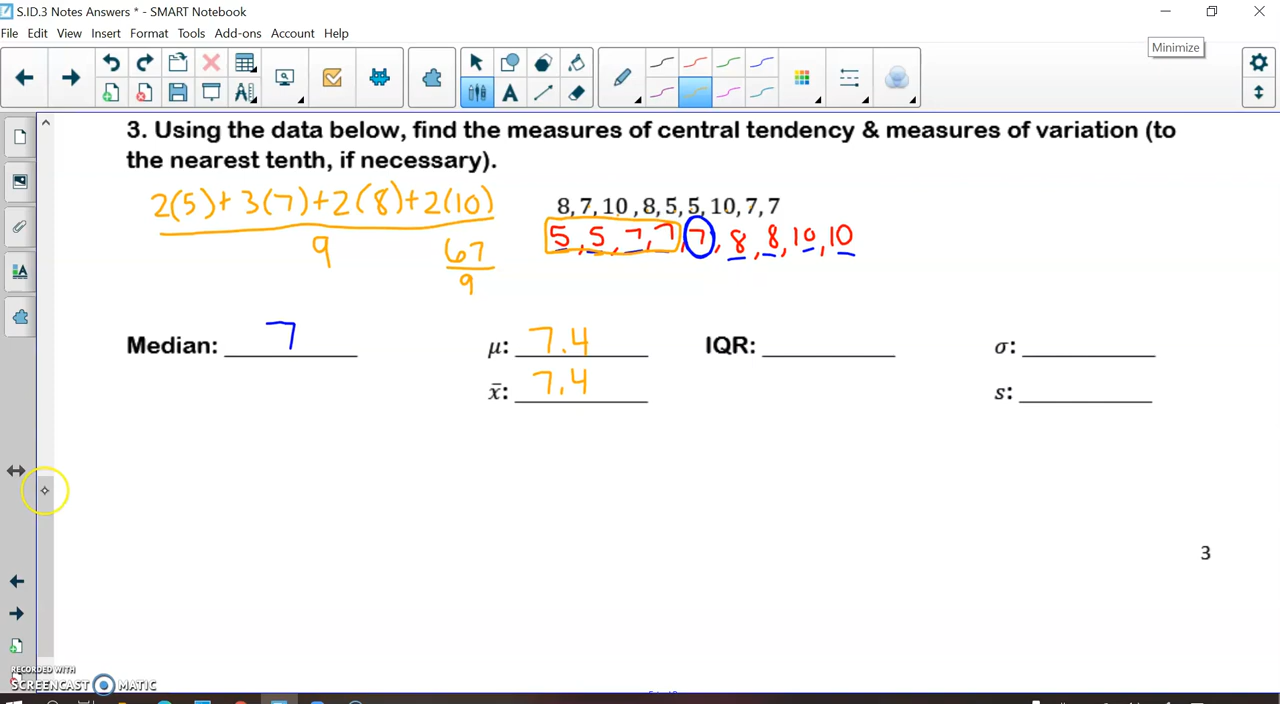 S.ID.3 Notes Answers * - SMART Notebook
File Edit View Insert Format Tools Add-ons Account Help
Minimize
3. Using the data below, find the measures of central tendency & measures of variation (to
the nearest tenth, if necessary).
2(5)+3(7)+2(8)+2(10)
9
67
9
8, 7, 10 , 8, 5, 5, 10, 7, 7
5, 5, 7, 7, 7, 8, 8, 10, 10
Median: 7
μ: 7.4
IQR:
σ:
x̄: 7.4
s:
3
RECORDED WITH
SCREENCAST MATIC